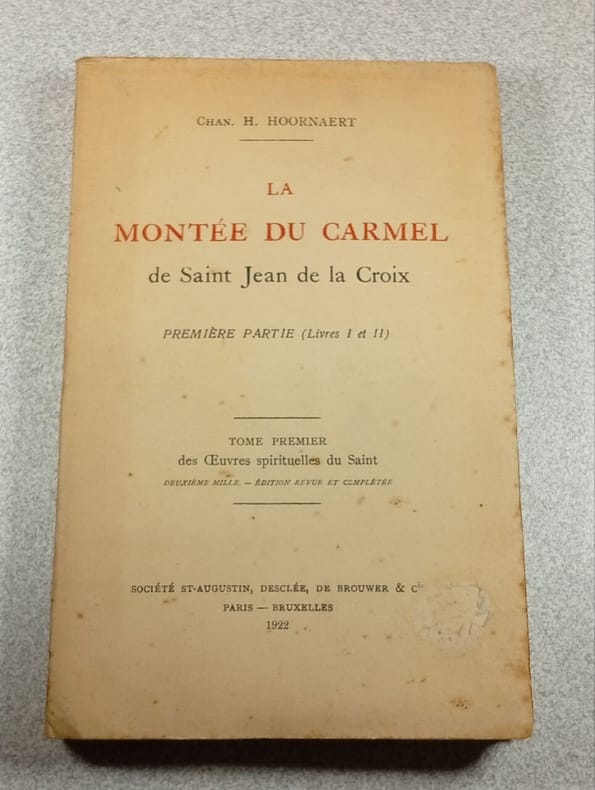 CHAN. H. HOORNAERT
LA
MONTÉE DU CARMEL
de Saint Jean de la Croix
PREMIÈRE PARTIE (Livres I et II)
TOME PREMIER
des Œuvres spirituelles du Saint
DEUXIÈME MILLE. — ÉDITION REVUE ET COMPLÉTÉE
SOCIÉTÉ ST-AUGUSTIN, DESCLÉE, DE BROUWER & Cie
PARIS — BRUXELLES
1922